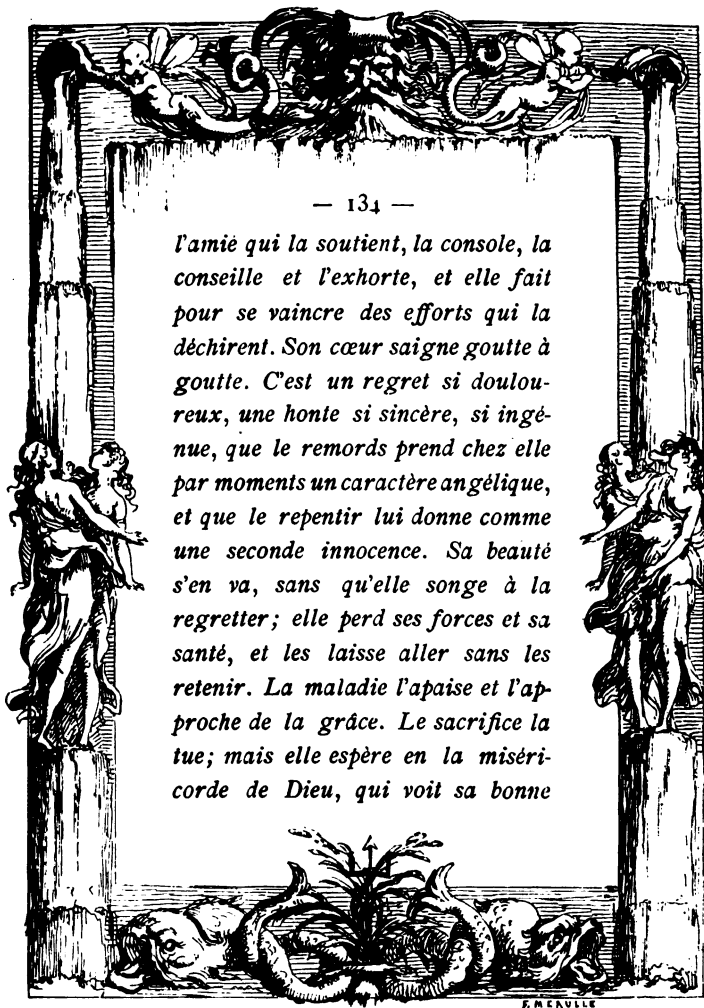 — 134 —
l'amie qui la soutient, la console, la
conseille et l'exhorte, et elle fait
pour se vaincre des efforts qui la
déchirent. Son cœur saigne goutte à
goutte. C'est un regret si doulou-
reux, une honte si sincère, si ingé-
nue, que le remords prend chez elle
par moments un caractère angélique,
et que le repentir lui donne comme
une seconde innocence. Sa beauté
s'en va, sans qu'elle songe à la
regretter; elle perd ses forces et sa
santé, et les laisse aller sans les
retenir. La maladie l'apaise et l'ap-
proche de la grâce. Le sacrifice la
tue; mais elle espère en la miséri-
corde de Dieu, qui voit sa bonne